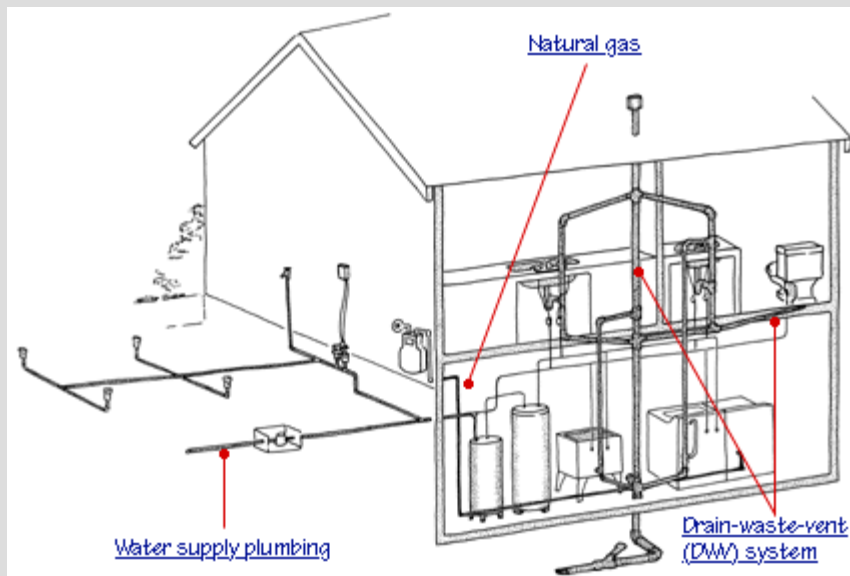 Natural gas
Water supply plumbing
Drain-waste-vent
(DWV) system